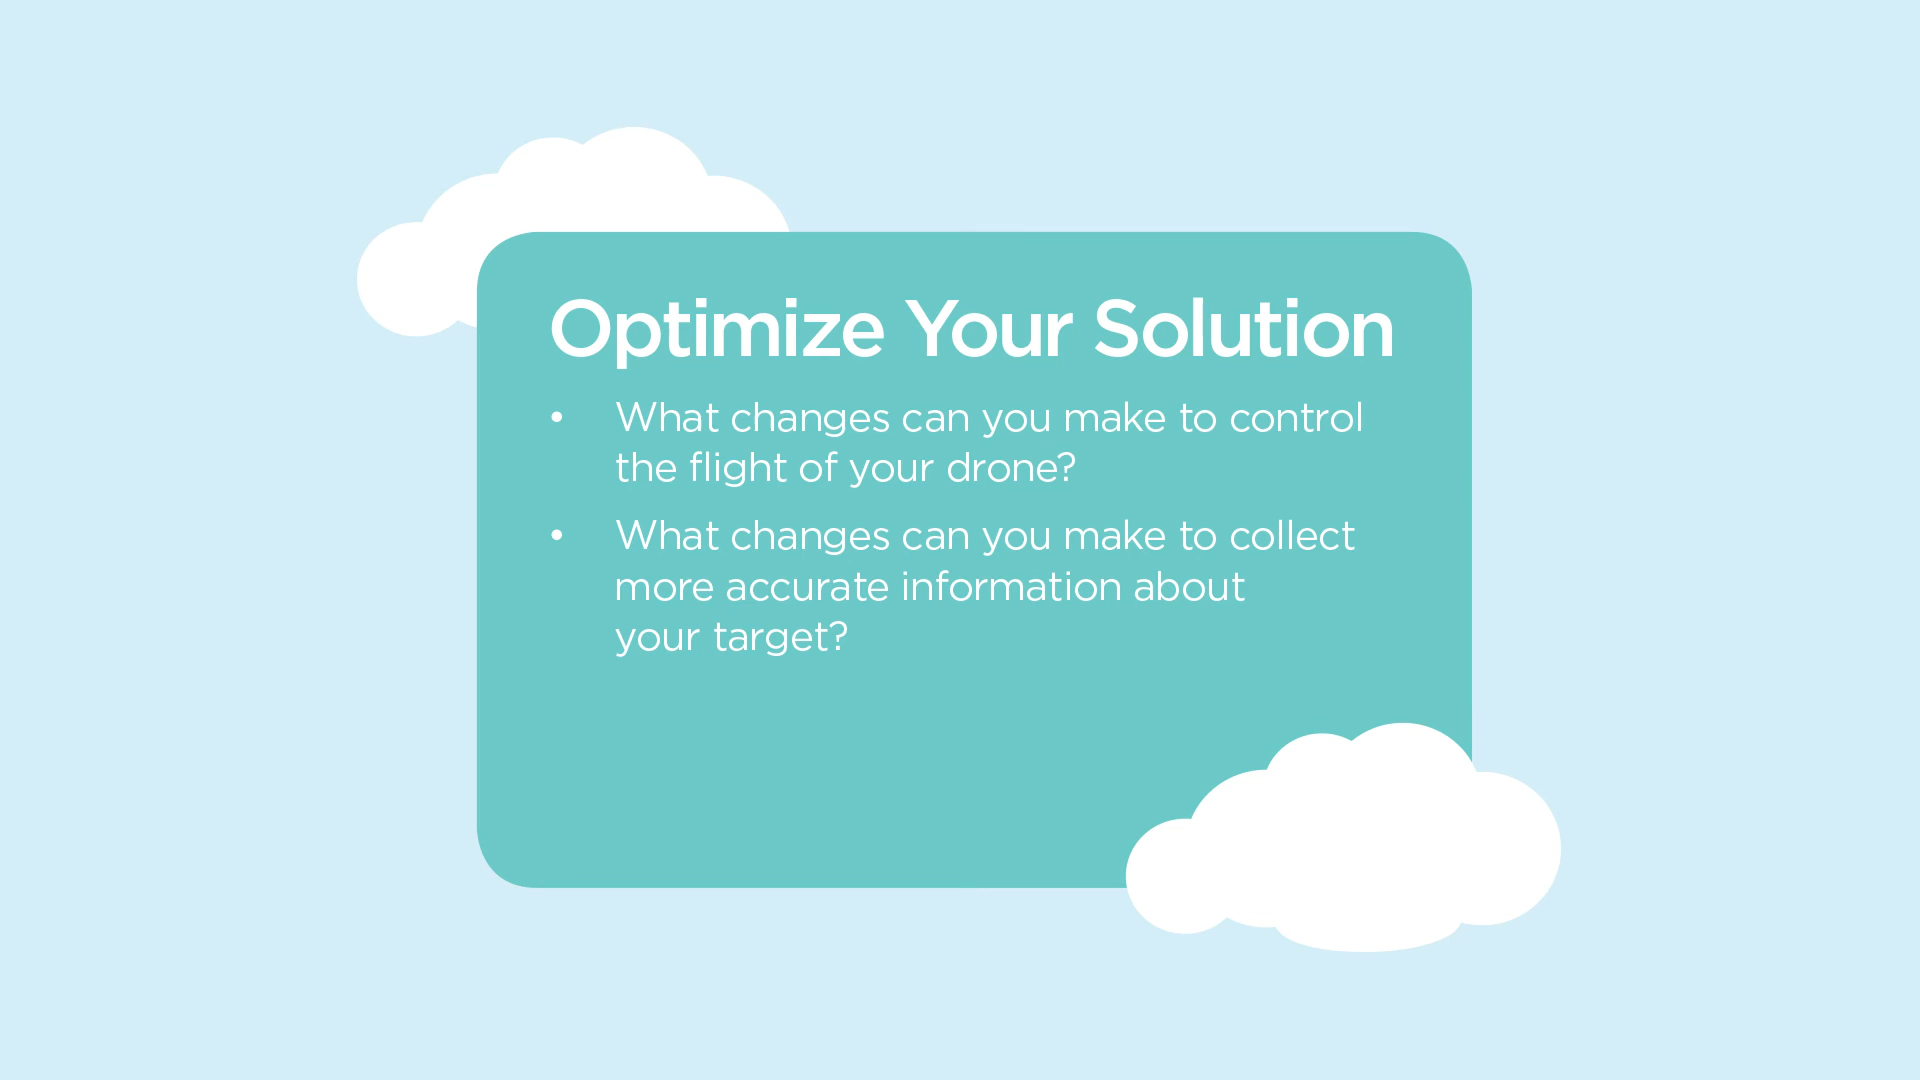 Optimize Your Solution
• What changes can you make to control
the flight of your drone?
• What changes can you make to collect
more accurate information about
your target?